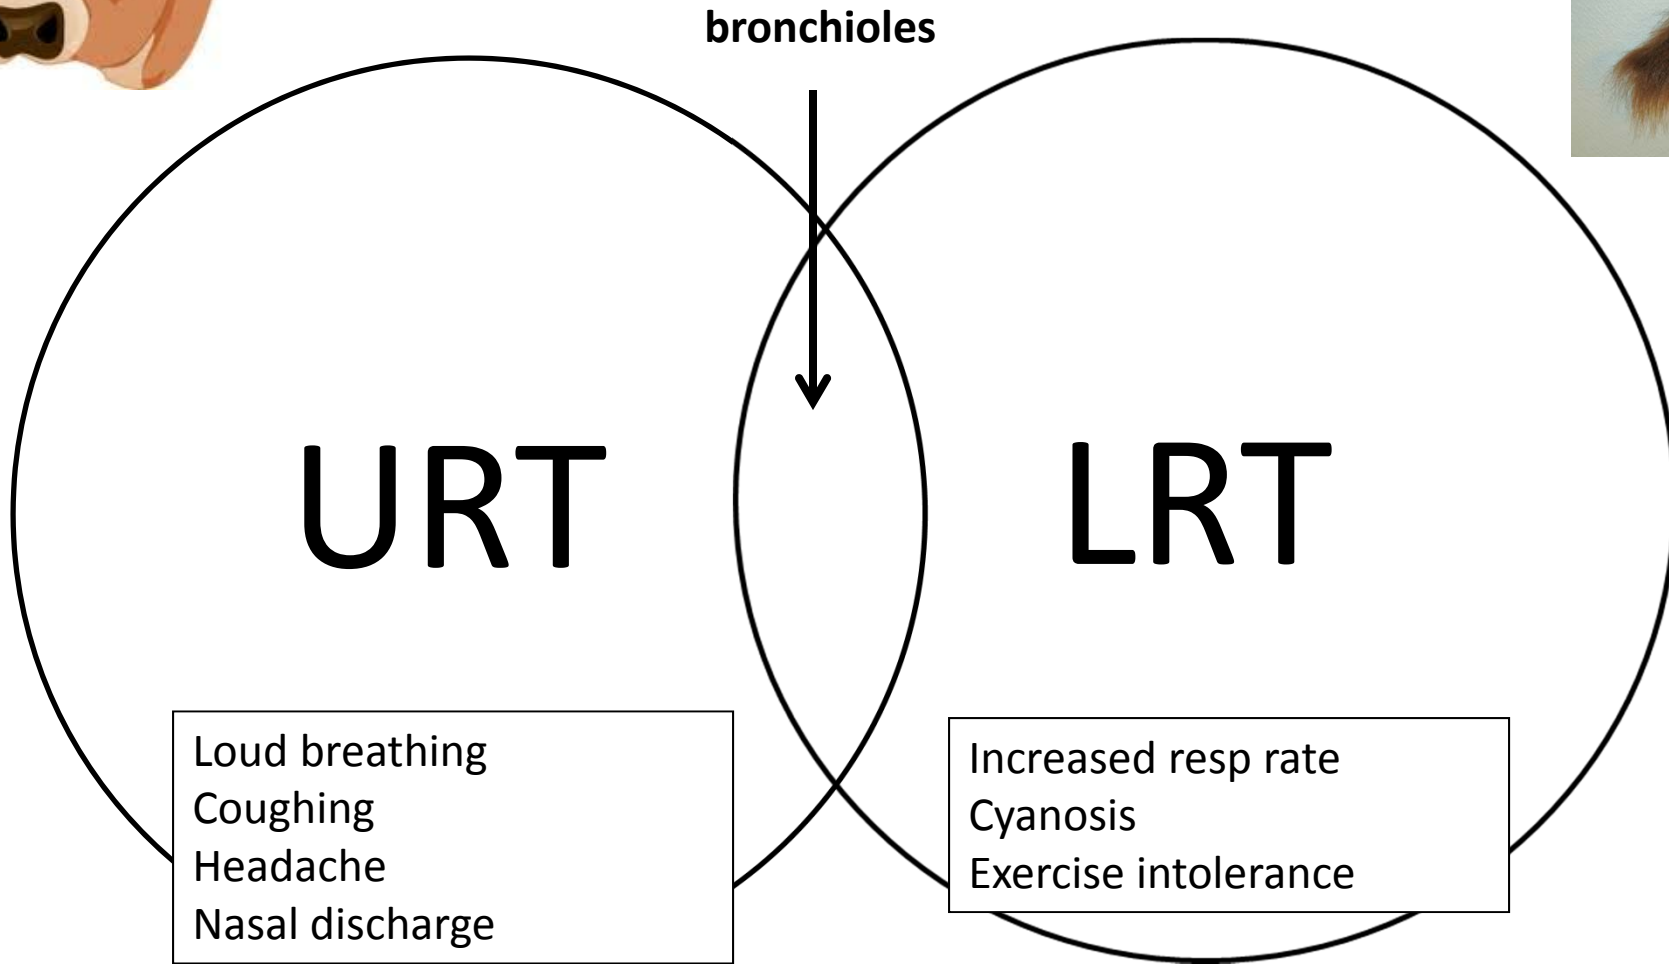 bronchioles
URT
LRT
Loud breathing
Coughing
Headache
Nasal discharge
Increased resp rate
Cyanosis
Exercise intolerance